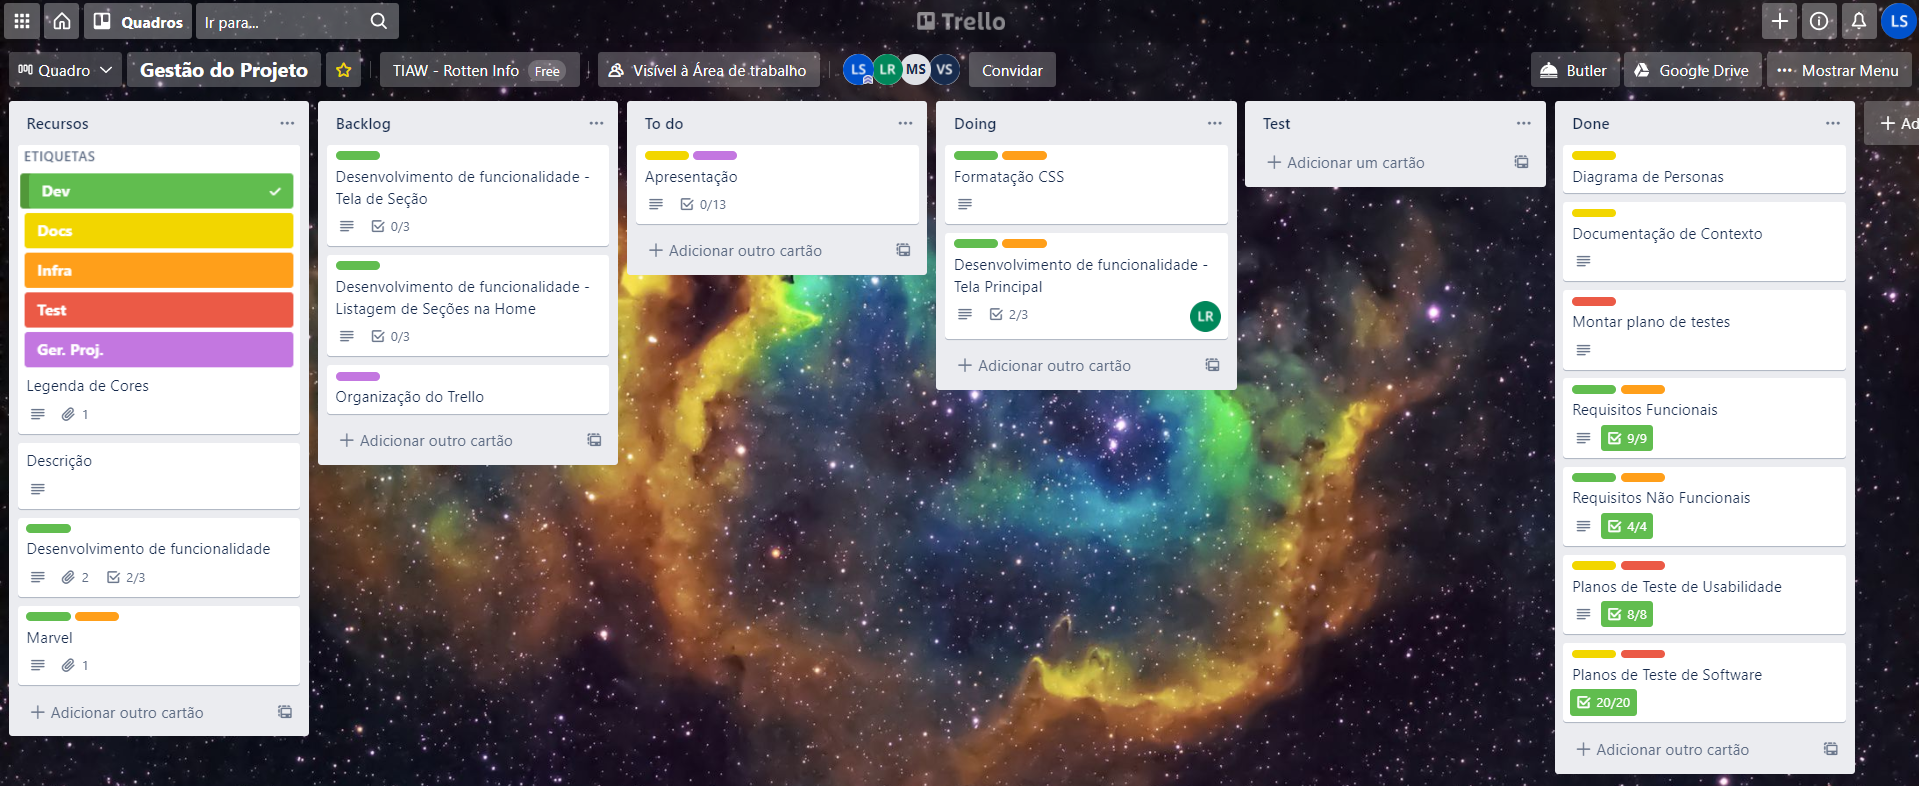 Quadros
Ir para...
Trello
LS
Quadro
Gestão do Projeto
TIAW - Rotten Info Free
Visível à Área de trabalho
LS LR MS VS
Convidar
Butler
Google Drive
Mostrar Menu
Recursos
ETIQUETAS
Dev
Docs
Infra
Test
Ger. Proj.
Legenda de Cores
1
Descrição
Desenvolvimento de funcionalidade
2 2/3
Marvel
1
Adicionar outro cartão
Backlog
Desenvolvimento de funcionalidade -
Tela de Seção
0/3
Desenvolvimento de funcionalidade -
Listagem de Seções na Home
0/3
Organização do Trello
Adicionar outro cartão
To do
Apresentação
0/13
Adicionar outro cartão
Doing
Formatação CSS
Desenvolvimento de funcionalidade -
Tela Principal
2/3
LR
Adicionar outro cartão
Test
Adicionar um cartão
Done
Diagrama de Personas
Documentação de Contexto
Montar plano de testes
Requisitos Funcionais
9/9
Requisitos Não Funcionais
4/4
Planos de Teste de Usabilidade
8/8
Planos de Teste de Software
20/20
Adicionar outro cartão
Ad